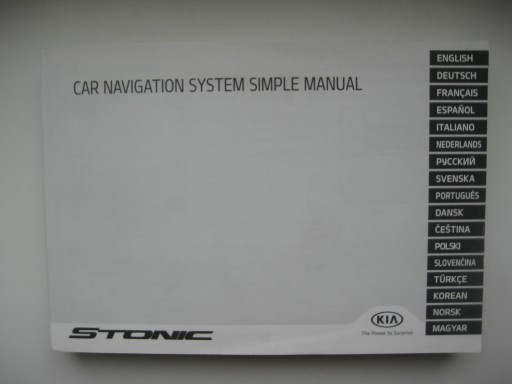 CAR NAVIGATION SYSTEM SIMPLE MANUAL
ENGLISH
DEUTSCH
FRANÇAIS
ESPAÑOL
ITALIANO
NEDERLANDS
РУССКИЙ
SVENSKA
PORTUGUÊS
DANSK
ČEŠTINA
POLSKI
SLOVENČINA
TÜRKÇE
KOREAN
NORSK
MAGYAR
STONIC
KIA
The Power to Surprise